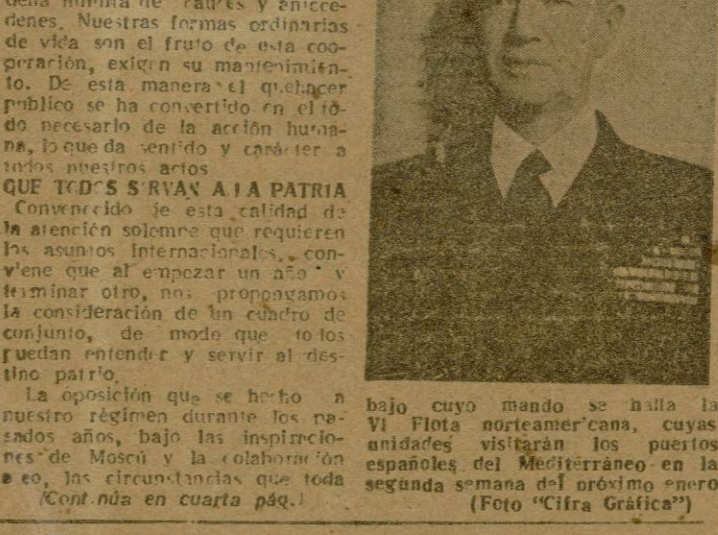 denes. Nuestras formas ordinarias
de vida son el fruto de esta coo-
peración, exigen su mantenimien-
to. De esta manera el quehacer
público se ha convertido en el fo-
do necesario de la acción huma-
na, lo que da sentido y carácter a
todos nuestros actos
QUE TODOS SIRVAN A LA PATRIA
Convencido de esta calidad de
la atención solemne que requieren
los asuntos internacionales, con-
viene que al empezar un año y
terminar otro, nos propongamos
la consideración de un cuadro de
conjunto, de modo que todos
puedan entender y servir al des-
tino patrio.
La oposición que se hecho a
nuestro régimen durante los pa-
sados años, bajo las inspiracio-
nes de Moscú y la colaboración
las circunstancias que toda
(Continúa en cuarta pág.)
bajo cuyo mando se halla la
VI Flota norteamericana, cuyas
unidades visitarán los puertos
españoles del Mediterráneo en la
segunda semana del próximo enero
(Foto "Cifra Gráfica")